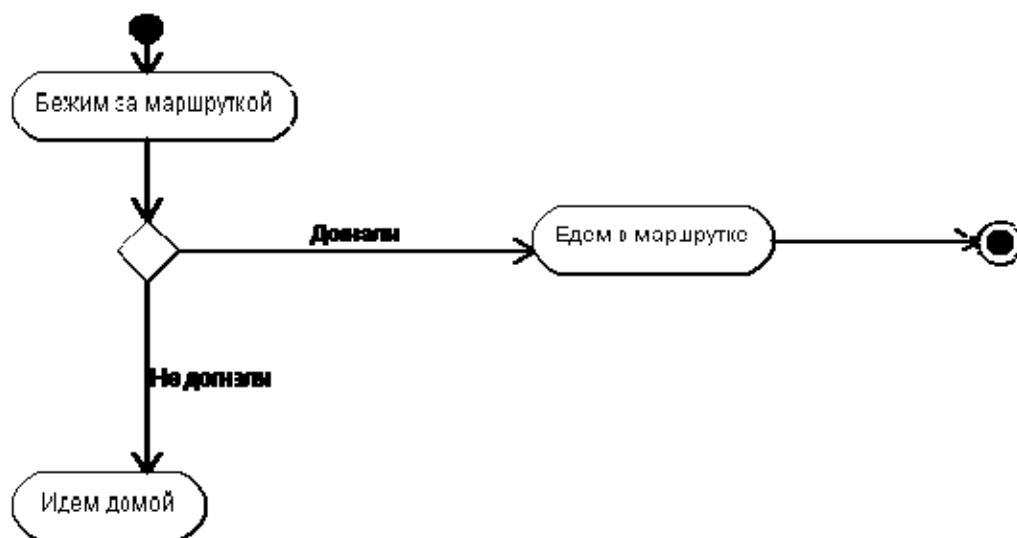 Бежим за маршруткой
Догнали
Едем в маршрутке
Не догнали
Идем домой